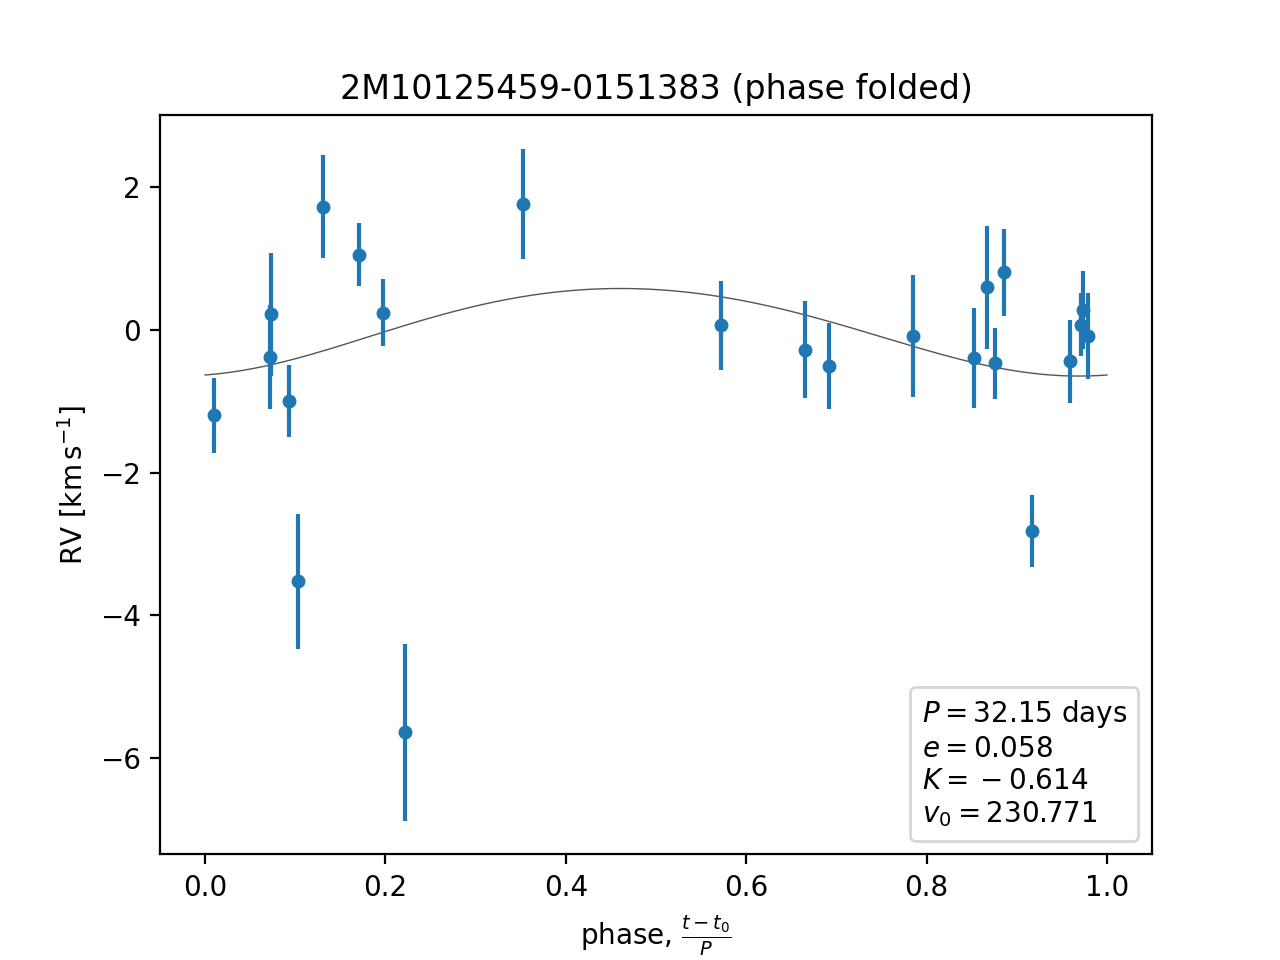 2M10125459-0151383 (phase folded)
RV [km s⁻¹]
2
0
−2
−4
−6
P = 32.15 days
e = 0.058
K = −0.614
v₀ = 230.771
0.0 0.2 0.4 0.6 0.8 1.0
phase, (t − t₀)/P